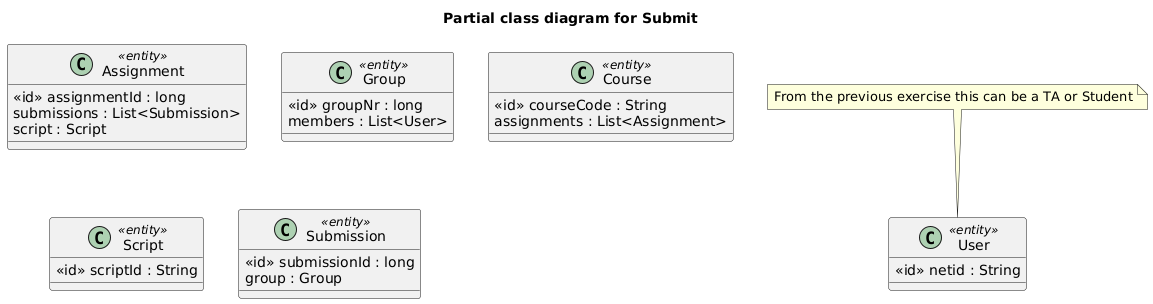 Partial class diagram for Submit
C «entity»
Assignment
«id» assignmentId : long
submissions : List<Submission>
script : Script
C «entity»
Group
«id» groupNr : long
members : List<User>
C «entity»
Course
«id» courseCode : String
assignments : List<Assignment>
From the previous exercise this can be a TA or Student
C «entity»
Script
«id» scriptId : String
C «entity»
Submission
«id» submissionId : long
group : Group
C «entity»
User
«id» netid : String